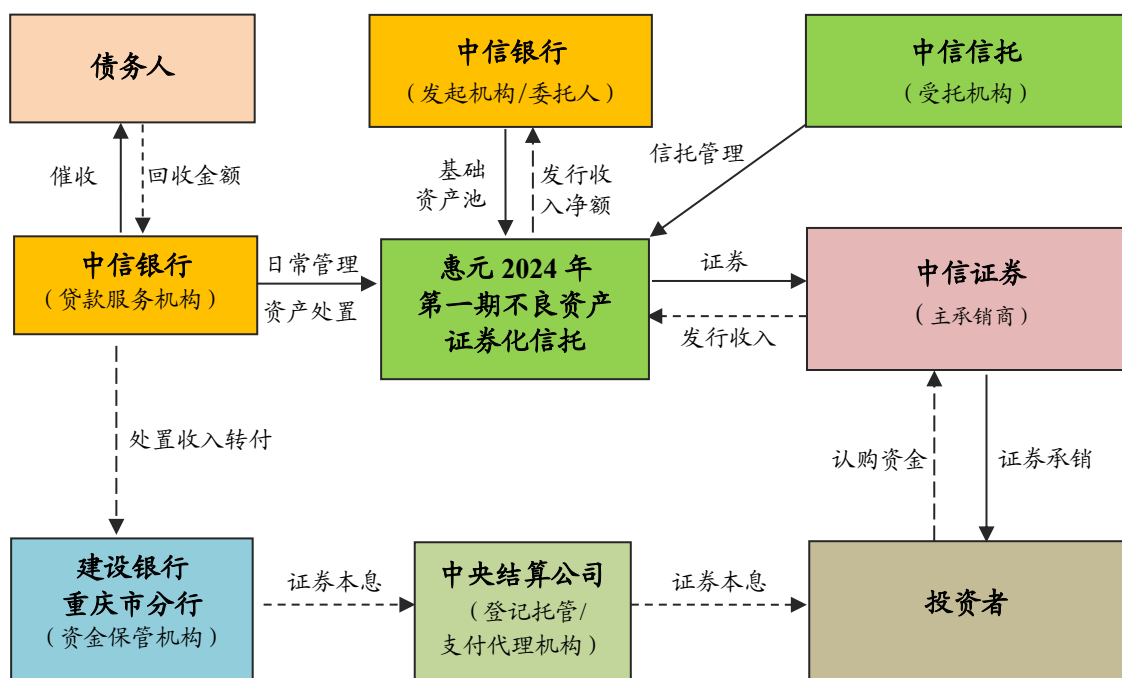 债务人
中信银行
（发起机构/委托人）
中信信托
（受托机构）
催收
回收金额
基础
资产池
发行收
入净额
信托管理
中信银行
（贷款服务机构）
日常管理
资产处置
惠元 2024 年
第一期不良资产
证券化信托
证券
发行收入
中信证券
（主承销商）
处置收入转付
认购资金
证券承销
建设银行
重庆市分行
（资金保管机构）
证券本息
中央结算公司
（登记托管/
支付代理机构）
证券本息
投资者